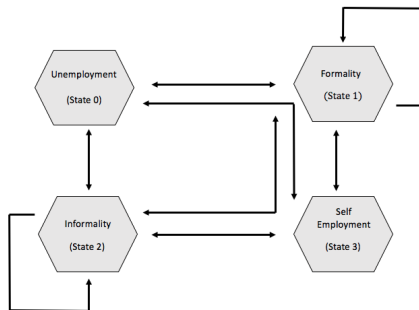 Unemployment
(State 0)
Formality
(State 1)
Informality
(State 2)
Self
Employment
(State 3)